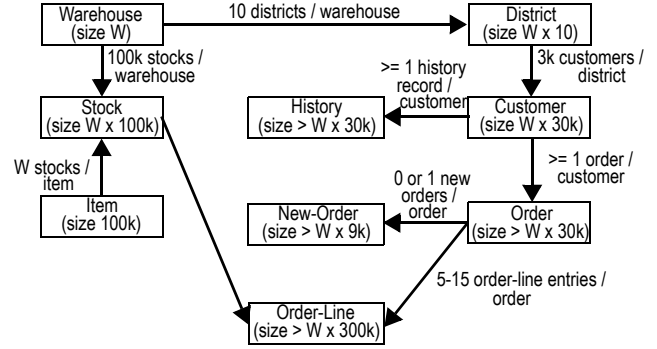 Warehouse
(size W)
10 districts / warehouse
District
(size W x 10)
100k stocks /
warehouse
3k customers /
district
>= 1 history
record /
customer
Stock
(size W x 100k)
History
(size > W x 30k)
Customer
(size W x 30k)
W stocks /
item
>= 1 order /
customer
0 or 1 new
orders /
order
Item
(size 100k)
New-Order
(size > W x 9k)
Order
(size > W x 30k)
5-15 order-line entries /
order
Order-Line
(size > W x 300k)